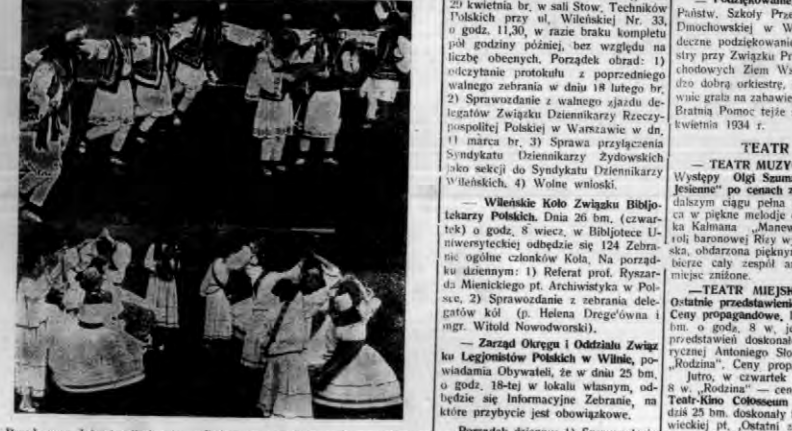 29 kwietnia br. w sali Stow. Techników
Polskich przy ul. Wileńskiej Nr. 33,
o godz. 11,30, w razie braku kompletu
pół godziny później, bez względu na
liczbę obecnych. Porządek obrad: 1)
odczytanie protokułu z poprzedniego
walnego zebrania w dniu 18 lutego br.
2) Sprawozdanie z walnego zjazdu de-
legatów Związku Dziennikarzy Rzeczy-
pospolitej Polskiej w Warszawie w dn.
11 marca br. 3) Sprawa przyłączenia
Syndykatu Dziennikarzy Żydowskich
jako sekcji do Syndykatu Dziennikarzy
Wileńskich. 4) Wolne wnioski.
— Wileńskie Koło Związku Bibljo-
tekarzy Polskich. Dnia 26 bm. (czwar-
tek) o godz. 8 wiecz. w Bibljotece U-
niwersyteckiej odbędzie się 124 Zebra-
nie ogólne członków Koła. Na porząd-
ku dziennym: 1) Referat prof. Ryszar-
da Mienickiego pt. Archiwistyka w Pol-
sce, 2) Sprawozdanie z zebrania dele-
gatów kół (p. Helena Drege'ówna i
mgr. Witold Nowodworski).
— Zarząd Okręgu i Oddziału Związ
ku Legjonistów Polskich w Wilnie, po-
wiadamia Obywateli, że w dniu 25 bm.
o godz. 18-tej w lokalu własnym, od-
będzie się Informacyjne Zebranie, na
które przybycie jest obowiązkowe.
Państw. Szkoły Prze
Dmochowskiej w W
deczne podziękowanie
stry przy Związku Pr
chodowych Ziem Ws
dzo dobrą orkiestrę,
wnie grała na zabawie
Bratnią Pomoc tejże
kwietnia 1934 r.
TEATR
— TEATR MUZY
Występy Olgi Szuma
Jesienne" po cenach z
dalszym ciągu pełna
ca w piękne melodje
ka Kalmana „Manew
roli baronowej Rizy wy
ska, obdarzona pięknym
bierze cały zespół ar
miejsc zniżone.
—TEATR MIEJSK
Ostatnie przedstawieni
Ceny propagandowe.
bm. o godz. 8 w. je
przedstawień doskonał
rycznej Antoniego Sło
„Rodzina". Ceny prop
Jutro, w czwartek
8 w. „Rodzina" — cen
Teatr-Kino Colosseum
dziś 25 bm. doskonały
wieckiej pt. „Ostatni